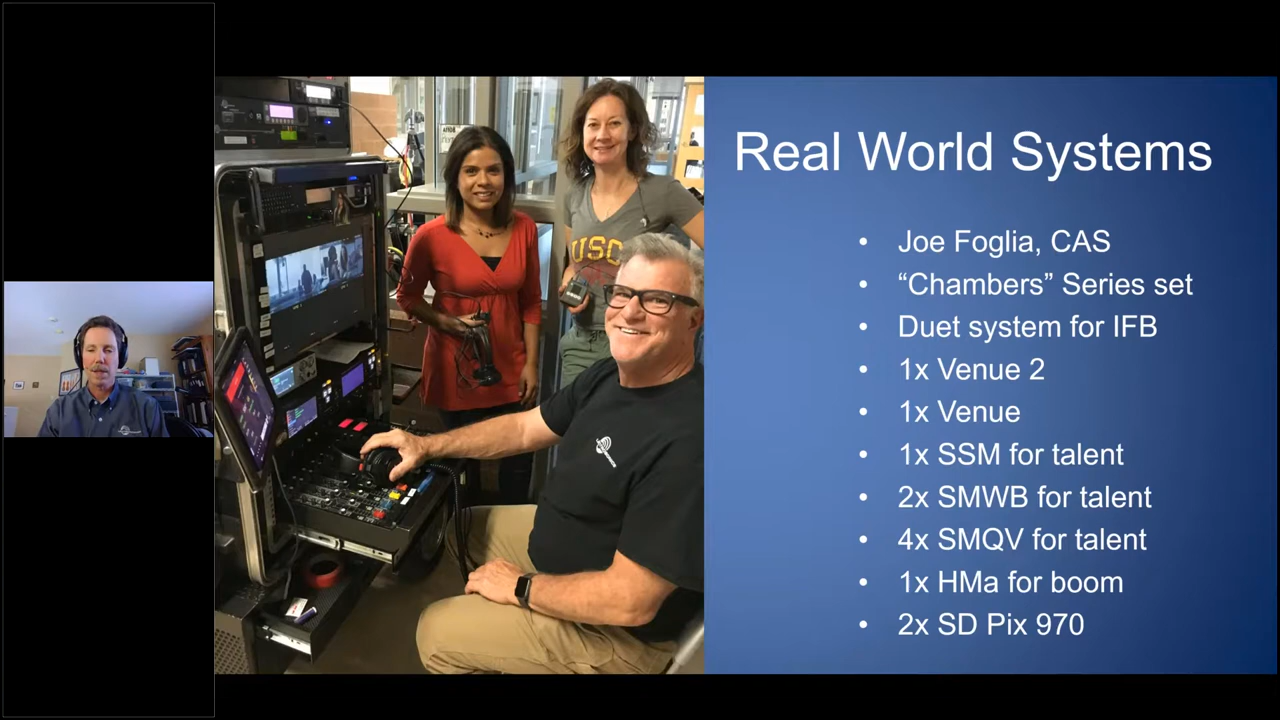 Real World Systems
• Joe Foglia, CAS
• “Chambers” Series set
• Duet system for IFB
• 1x Venue 2
• 1x Venue
• 1x SSM for talent
• 2x SMWB for talent
• 4x SMQV for talent
• 1x HMa for boom
• 2x SD Pix 970
USC